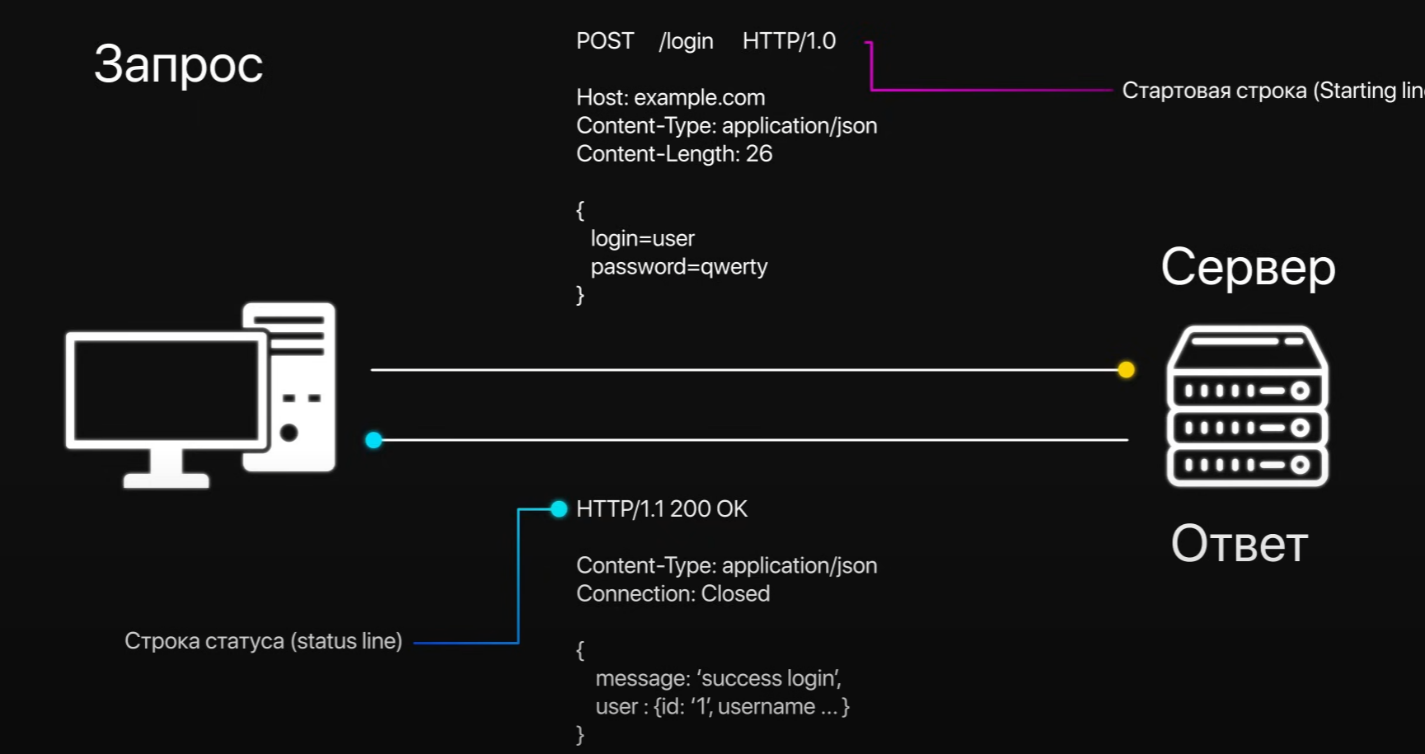 Запрос
POST /login HTTP/1.0
Стартовая строка (Starting lin
Host: example.com
Content-Type: application/json
Content-Length: 26
{
login=user
password=qwerty
}
Сервер
HTTP/1.1 200 OK
Ответ
Content-Type: application/json
Connection: Closed
Строка статуса (status line)
{
message: ‘success login’,
user : {id: ‘1’, username ... }
}